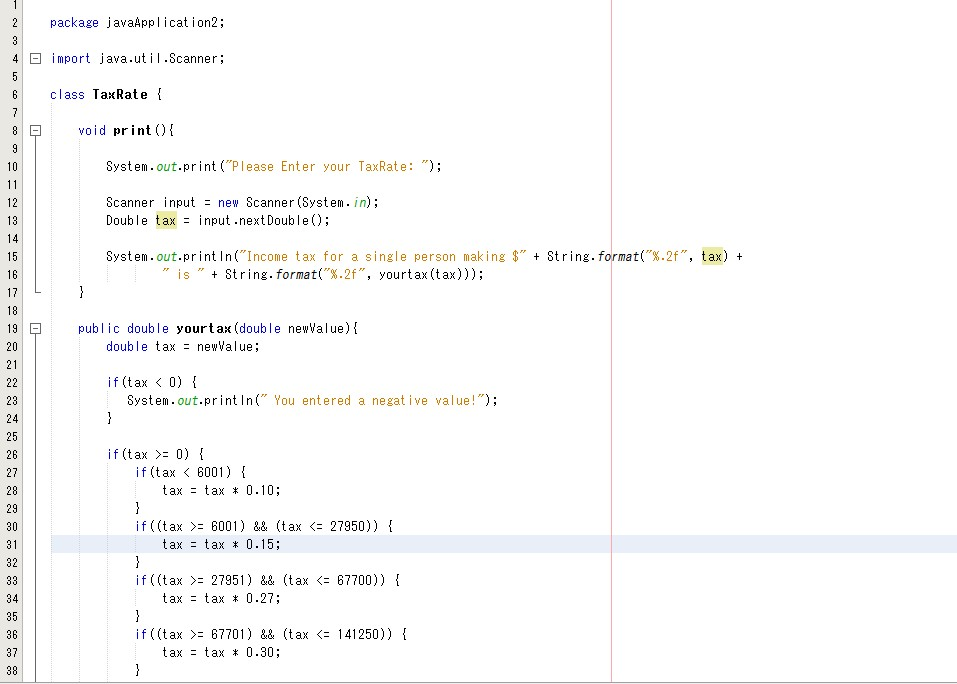 1
2 package javaApplication2;
3
4 import java.util.Scanner;
5
6 class TaxRate {
7
8 void print(){
9
10 System.out.print("Please Enter your TaxRate: ");
11
12 Scanner input = new Scanner(System.in);
13 Double tax = input.nextDouble();
14
15 System.out.println("Income tax for a single person making $" + String.format("%.2f", tax) +
16 " is " + String.format("%.2f", yourtax(tax)));
17 }
18
19 public double yourtax(double newValue){
20 double tax = newValue;
21
22 if(tax < 0) {
23 System.out.println(" You entered a negative value!");
24 }
25
26 if(tax >= 0) {
27 if(tax < 6001) {
28 tax = tax * 0.10;
29 }
30 if((tax >= 6001) && (tax <= 27950)) {
31 tax = tax * 0.15;
32 }
33 if((tax >= 27951) && (tax <= 67700)) {
34 tax = tax * 0.27;
35 }
36 if((tax >= 67701) && (tax <= 141250)) {
37 tax = tax * 0.30;
38 }